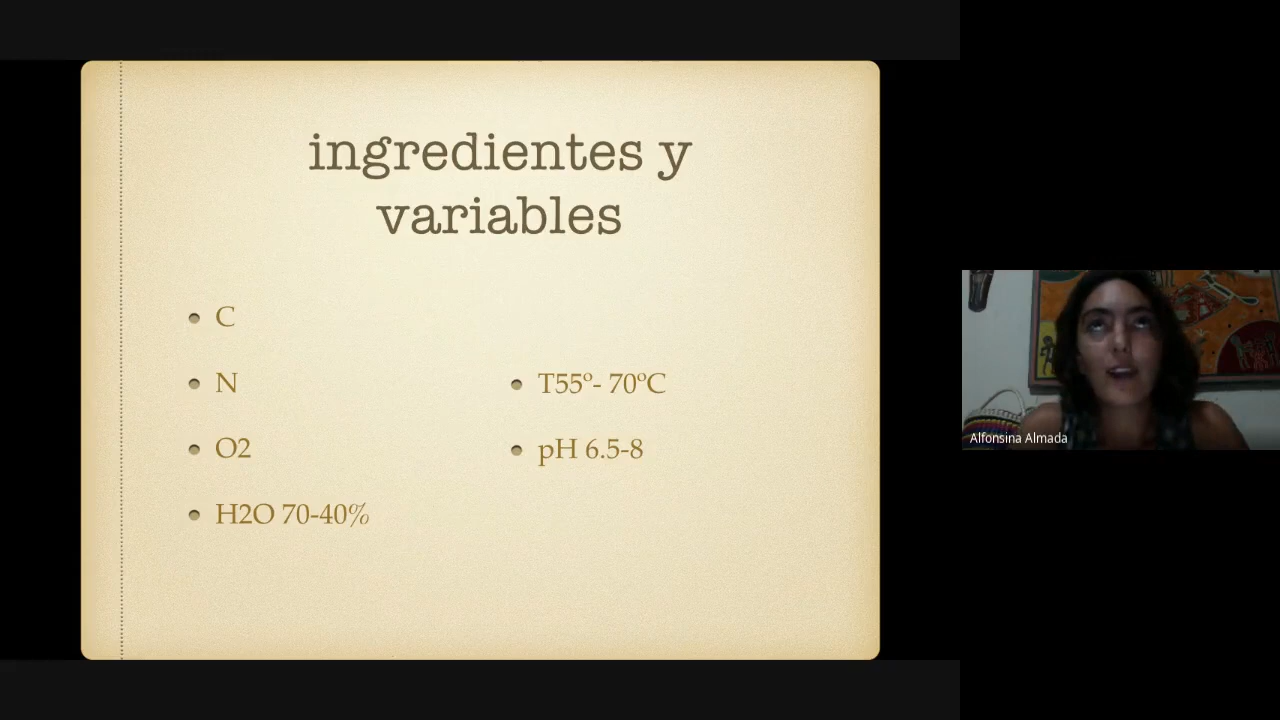 ingredientes y
variables
C
N
O2
H2O 70-40%
T55º- 70ºC
pH 6.5-8
Alfonsina Almada